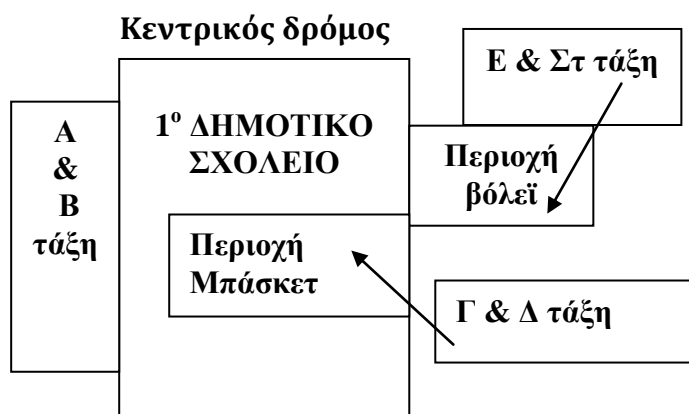 Κεντρικός δρόμος
Α
&
Β
τάξη
1ο ΔΗΜΟΤΙΚΟ
ΣΧΟΛΕΙΟ
Ε & Στ τάξη
Περιοχή
βόλεϊ
Περιοχή
Μπάσκετ
Γ & Δ τάξη